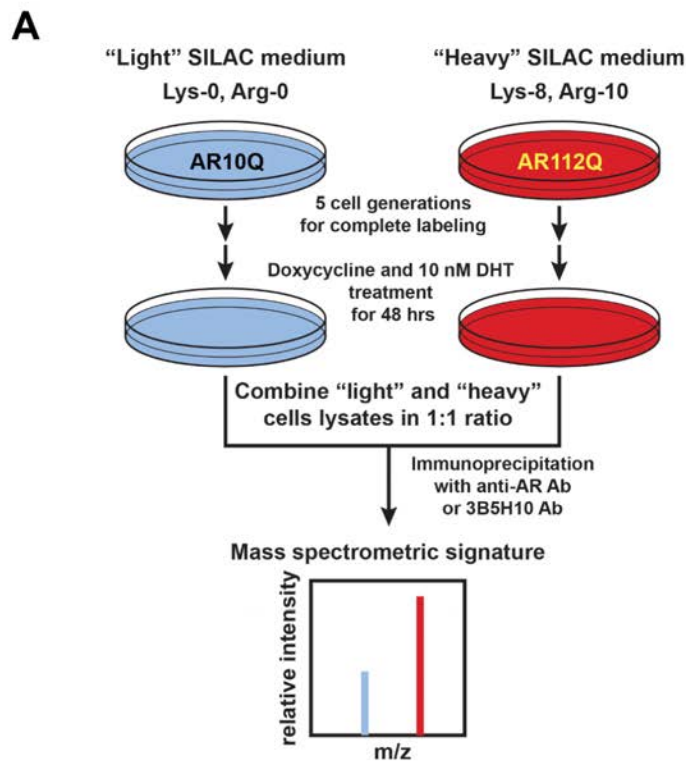 A
“Light” SILAC medium
Lys-0, Arg-0
“Heavy” SILAC medium
Lys-8, Arg-10
AR10Q
AR112Q
5 cell generations
for complete labeling
Doxycycline and 10 nM DHT
treatment
for 48 hrs
Combine “light” and “heavy”
cells lysates in 1:1 ratio
Immunoprecipitation
with anti-AR Ab
or 3B5H10 Ab
Mass spectrometric signature
relative intensity
m/z